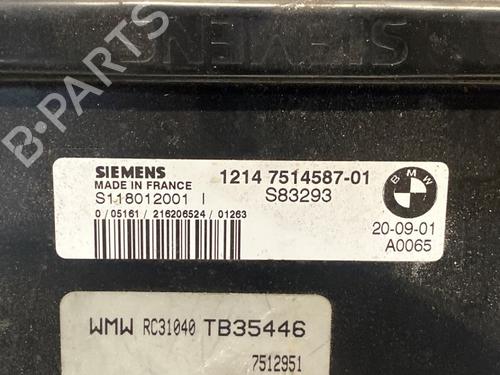 SIEMENS
B-PARTS
SIEMENS 1214 7514587-01
MADE IN FRANCE
S118012001 I S83293
0 / 05161 / 216206524 / 01263
BMW
20-09-01
A0065
WMW RC31040 TB35446
7512951